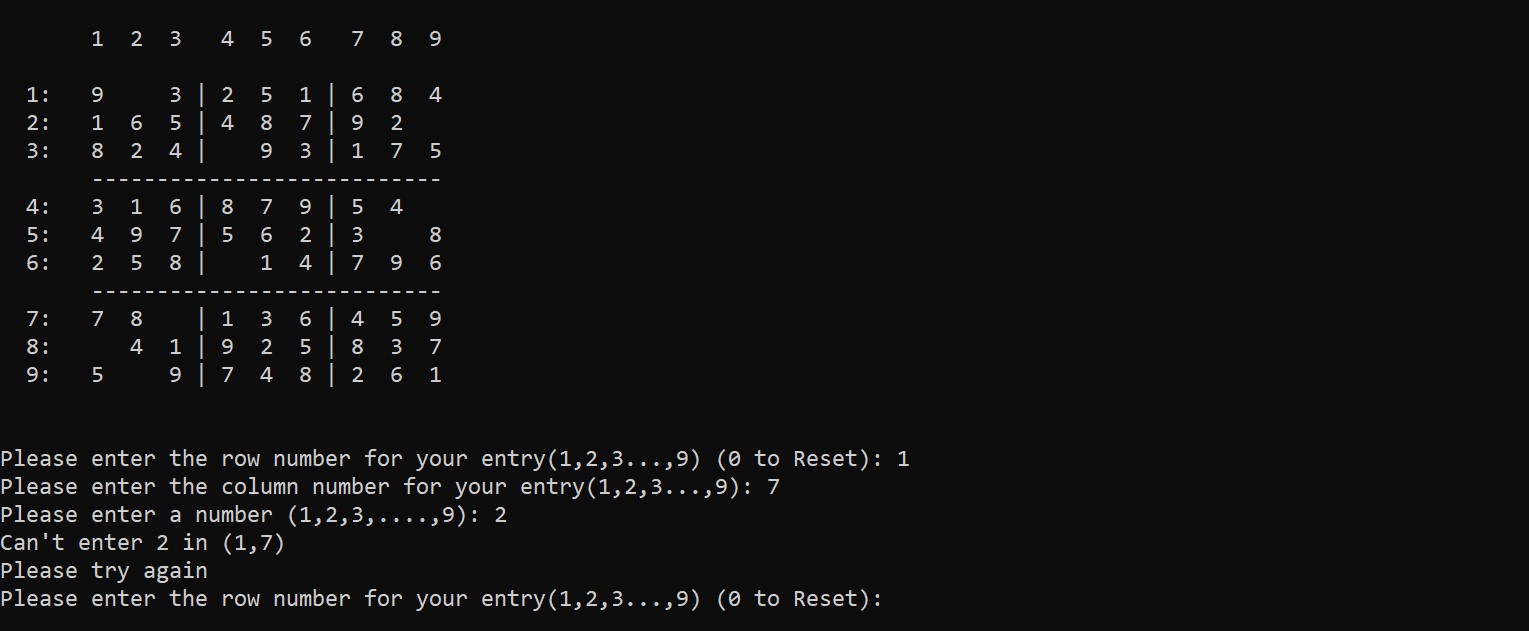 1  2  3   4  5  6   7  8  9
  1:   9     3 | 2  5  1 | 6  8  4
  2:   1  6  5 | 4  8  7 | 9  2
  3:   8  2  4 |    9  3 | 1  7  5
       ---------------------------
  4:   3  1  6 | 8  7  9 | 5  4
  5:   4  9  7 | 5  6  2 | 3     8
  6:   2  5  8 |    1  4 | 7  9  6
       ---------------------------
  7:   7  8    | 1  3  6 | 4  5  9
  8:      4  1 | 9  2  5 | 8  3  7
  9:   5     9 | 7  4  8 | 2  6  1
Please enter the row number for your entry(1,2,3...,9) (0 to Reset): 1
Please enter the column number for your entry(1,2,3...,9): 7
Please enter a number (1,2,3,....,9): 2
Can't enter 2 in (1,7)
Please try again
Please enter the row number for your entry(1,2,3...,9) (0 to Reset):